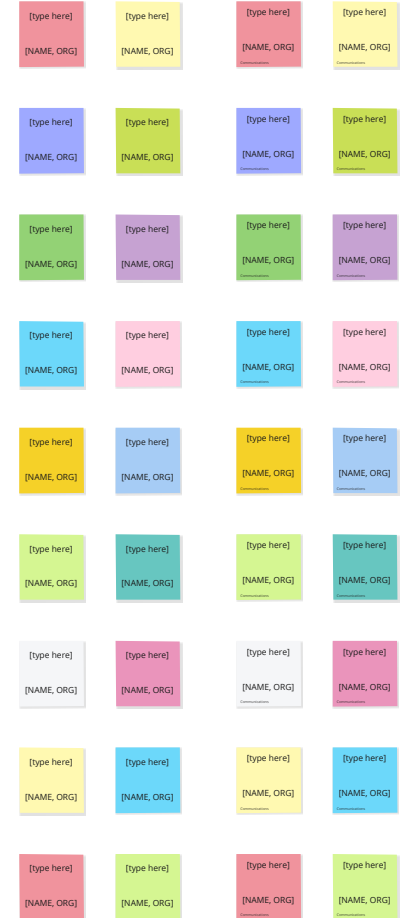 [type here]
[NAME, ORG]
[type here]
[NAME, ORG]
[type here]
[NAME, ORG]
Communications
[type here]
[NAME, ORG]
Communications
[type here]
[NAME, ORG]
[type here]
[NAME, ORG]
[type here]
[NAME, ORG]
Communications
[type here]
[NAME, ORG]
Communications
[type here]
[NAME, ORG]
[type here]
[NAME, ORG]
[type here]
[NAME, ORG]
Communications
[type here]
[NAME, ORG]
Communications
[type here]
[NAME, ORG]
[type here]
[NAME, ORG]
[type here]
[NAME, ORG]
Communications
[type here]
[NAME, ORG]
Communications
[type here]
[NAME, ORG]
[type here]
[NAME, ORG]
[type here]
[NAME, ORG]
Communications
[type here]
[NAME, ORG]
Communications
[type here]
[NAME, ORG]
[type here]
[NAME, ORG]
[type here]
[NAME, ORG]
Communications
[type here]
[NAME, ORG]
Communications
[type here]
[NAME, ORG]
[type here]
[NAME, ORG]
[type here]
[NAME, ORG]
Communications
[type here]
[NAME, ORG]
Communications
[type here]
[NAME, ORG]
[type here]
[NAME, ORG]
[type here]
[NAME, ORG]
Communications
[type here]
[NAME, ORG]
Communications
[type here]
[NAME, ORG]
[type here]
[NAME, ORG]
[type here]
[NAME, ORG]
Communications
[type here]
[NAME, ORG]
Communications